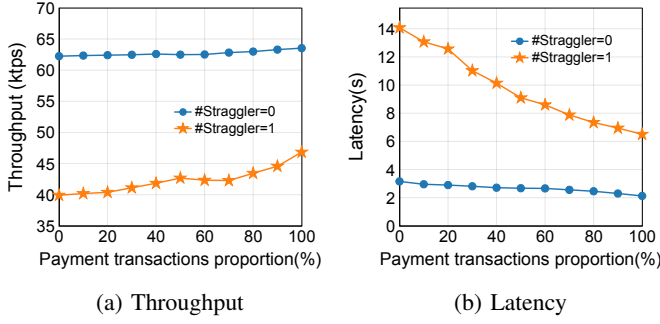 Throughput (ktps)
70
65
60
55
50
45
40
35
#Straggler=0
#Straggler=1
0 20 40 60 80 100
Payment transactions proportion(%)
(a) Throughput
Latency(s)
14
12
10
8
6
4
2
0
#Straggler=0
#Straggler=1
0 20 40 60 80 100
Payment transactions proportion(%)
(b) Latency